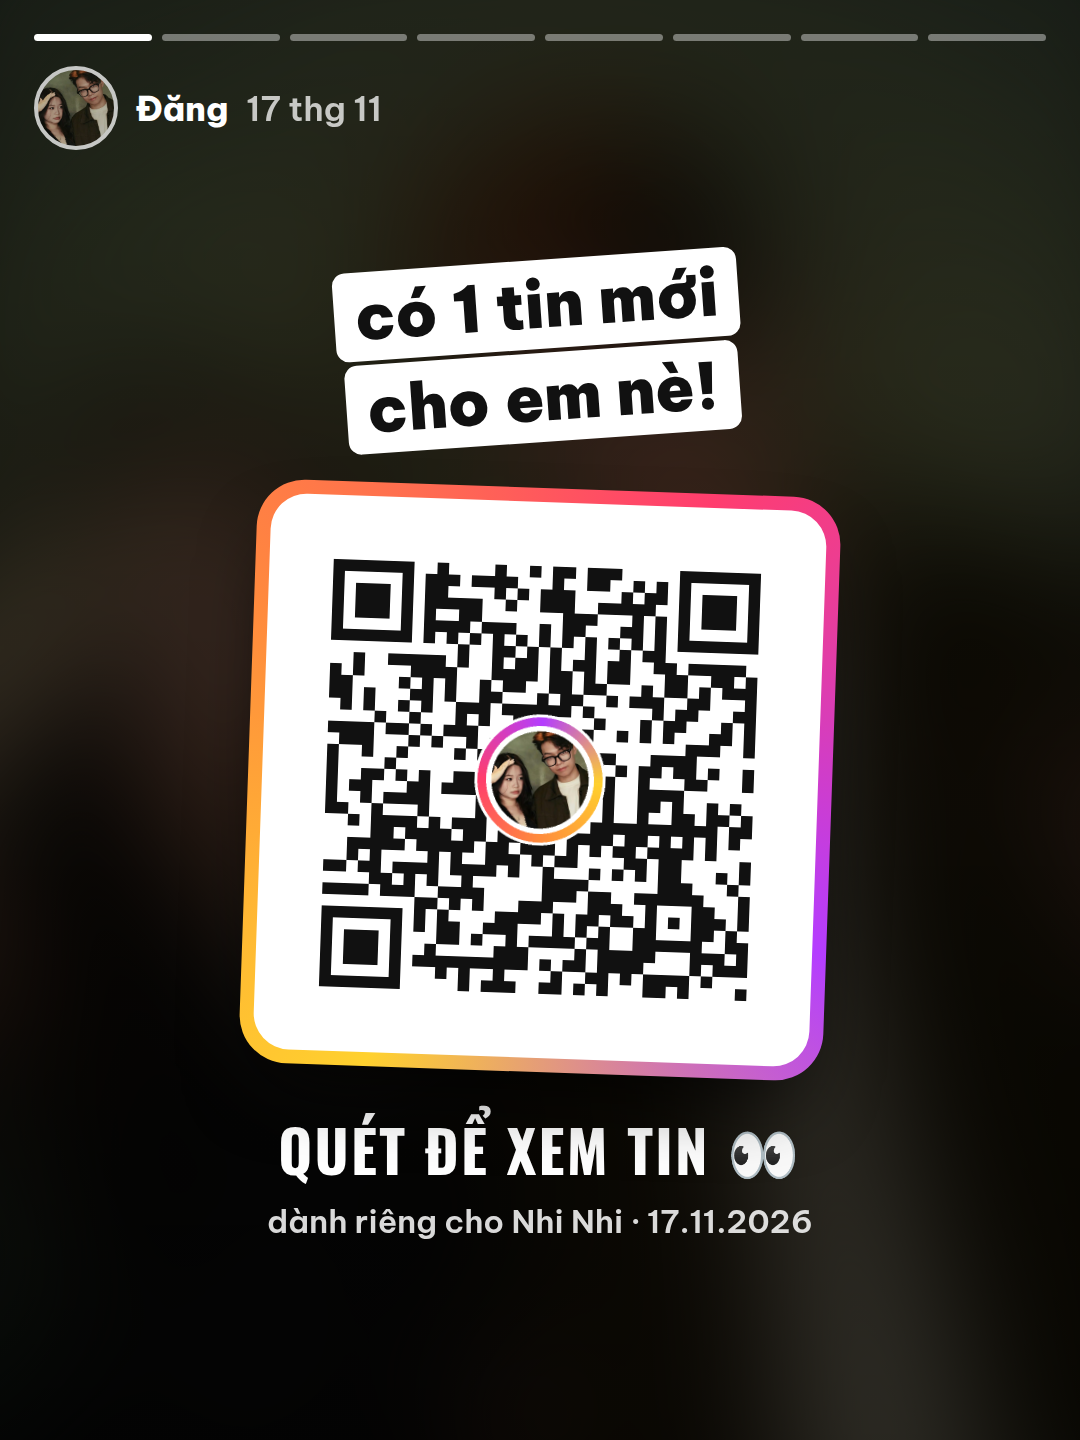 Đăng 17 thg 11
có 1 tin mới
cho em nè!
QUÉT ĐỂ XEM TIN 👀
dành riêng cho Nhi Nhi · 17.11.2026